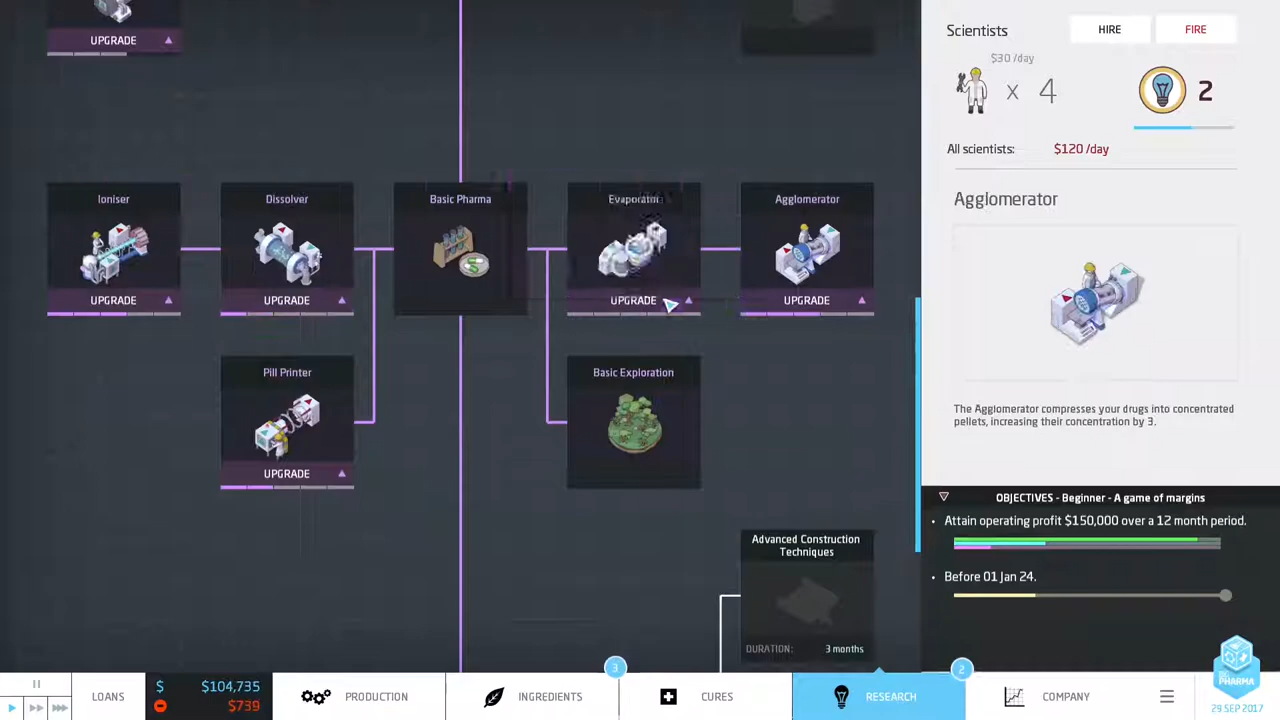 UPGRADE
Scientists
HIRE
FIRE
$30 /day
x 4
2
All scientists: $120 /day
Ioniser
Dissolver
Basic Pharma
Evaporator
Agglomerator
UPGRADE
UPGRADE
UPGRADE
UPGRADE
Agglomerator
Pill Printer
Basic Exploration
UPGRADE
The Agglomerator compresses your drugs into concentrated
pellets, increasing their concentration by 3.
OBJECTIVES - Beginner - A game of margins
Attain operating profit $150,000 over a 12 month period.
Before 01 Jan 24.
Advanced Construction
Techniques
DURATION: 3 months
3
2
LOANS
$ $104,735
$739
PRODUCTION
INGREDIENTS
CURES
RESEARCH
COMPANY
BIG
PHARMA
29 SEP 2017